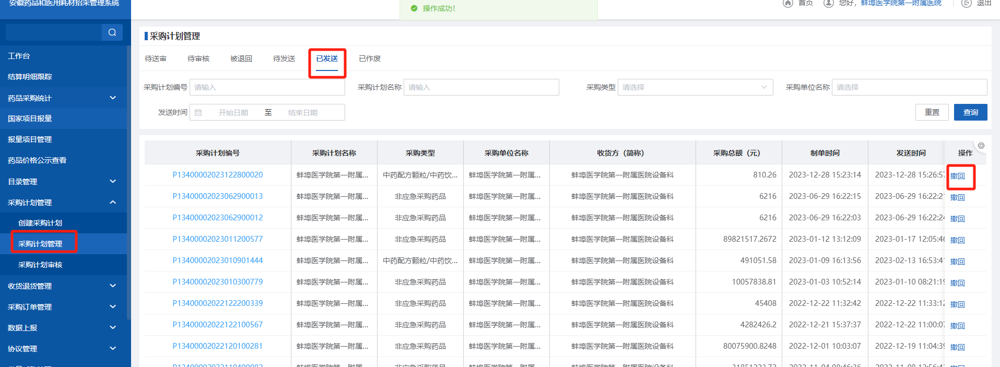 安徽药品和医用耗材招采管理系统
操作成功！
首页 您好，蚌埠医学院第一附属医院 退出
工作台
结算明细跟踪
药品采购统计
国家项目报量
报量项目管理
药品价格公示查看
目录管理
采购计划管理
创建采购计划
采购计划管理
采购计划审核
收货退货管理
采购订单管理
数据上报
协议管理
采购计划管理
待送审 待审核 被退回 待发送 已发送 已作废
采购计划编号 请输入 采购计划名称 请输入 采购类型 请选择 采购单位名称 请选择
发送时间 开始日期 至 结束日期 重置 查询
采购计划编号 采购计划名称 采购类型 采购单位名称 收货方（简称） 采购总额（元） 制单时间 发送时间 操作
P13400002023122800020 蚌埠医学院第一附属... 中药配方颗粒/中药饮... 蚌埠医学院第一附属... 蚌埠医学院第一附属医院设备科 810.26 2023-12-28 15:23:14 2023-12-28 15:26:57 撤回
P13400002023062900013 蚌埠医学院第一附属... 非应急采购药品 蚌埠医学院第一附属... 蚌埠医学院第一附属医院设备科 6216 2023-06-29 16:22:15 2023-06-29 16:22:21 撤回
P13400002023062900012 蚌埠医学院第一附属... 非应急采购药品 蚌埠医学院第一附属... 蚌埠医学院第一附属医院设备科 6216 2023-06-29 16:22:03 2023-06-29 16:22:24 撤回
P13400002023011200577 蚌埠医学院第一附属... 非应急采购药品 蚌埠医学院第一附属... 蚌埠医学院第一附属医院设备科 89821517.2672 2023-01-12 13:12:09 2023-01-17 12:05:46 撤回
P13400002023010901444 蚌埠医学院第一附属... 中药配方颗粒/中药饮... 蚌埠医学院第一附属... 蚌埠医学院第一附属医院设备科 491051.58 2023-01-09 16:13:56 2023-02-13 16:53:41 撤回
P13400002023010300779 蚌埠医学院第一附属... 非应急采购药品 蚌埠医学院第一附属... 蚌埠医学院第一附属医院设备科 10057838.81 2023-01-03 10:52:14 2023-01-10 08:21:19 撤回
P13400002022122200339 蚌埠医学院第一附属... 非应急采购药品 蚌埠医学院第一附属... 蚌埠医学院第一附属医院设备科 45408 2022-12-22 11:32:42 2022-12-22 11:33:12 撤回
P13400002022122100567 蚌埠医学院第一附属... 非应急采购药品 蚌埠医学院第一附属... 蚌埠医学院第一附属医院设备科 4282426.2 2022-12-21 15:37:37 2022-12-22 11:00:07 撤回
P13400002022120100281 蚌埠医学院第一附属... 非应急采购药品 蚌埠医学院第一附属... 蚌埠医学院第一附属医院设备科 80075900.8248 2022-12-01 10:03:07 2022-12-19 11:04:39 撤回